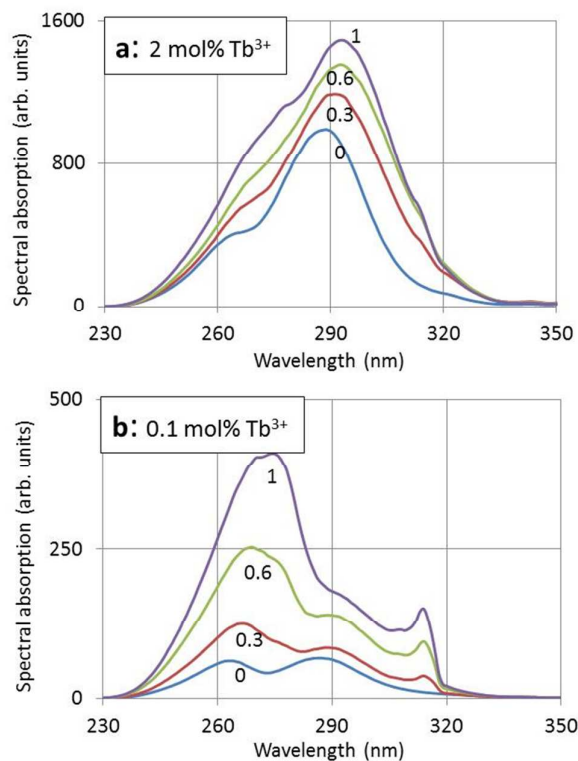 a: 2 mol% Tb³⁺
Spectral absorption (arb. units)
1600
800
0
1
0.6
0.3
0
230 260 290 320 350
Wavelength (nm)
b: 0.1 mol% Tb³⁺
Spectral absorption (arb. units)
500
250
0
1
0.6
0.3
0
230 260 290 320 350
Wavelength (nm)